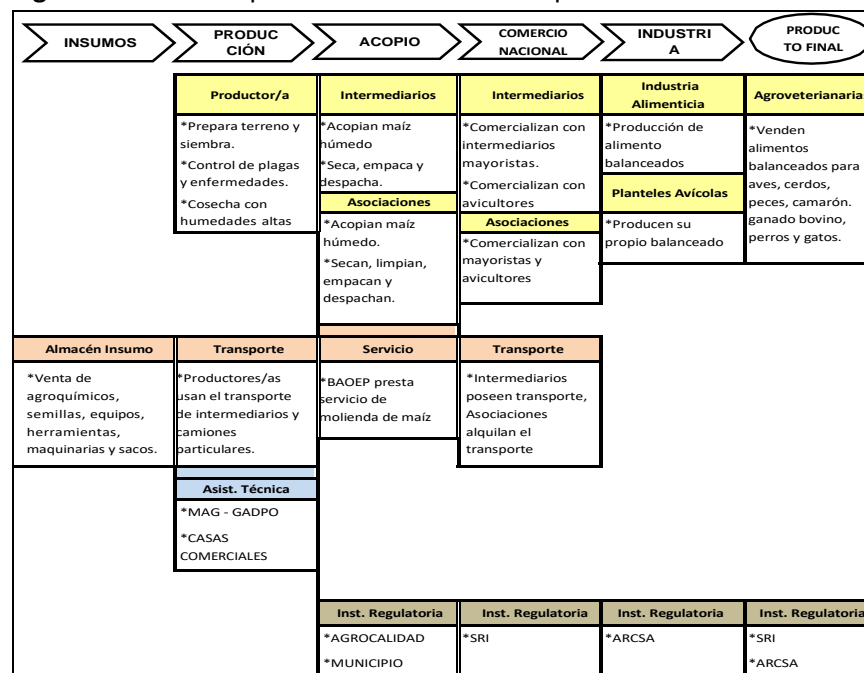 INSUMOS
PRODUC
CIÓN
ACOPIO
COMERCIO
NACIONAL
INDUSTRI
A
PRODUC
TO FINAL
Productor/a
*Prepara terreno y
siembra.
*Control de plagas
y enfermedades.
*Cosecha con
humedades altas
Intermediarios
*Acopian maíz
húmedo
*Seca, empaca y
despacha.
Asociaciones
*Acopian maíz
húmedo.
*Secan, limpian,
empacan y
despachan.
Intermediarios
*Comercializan con
intermediarios
mayoristas.
*Comercializan con
avicultores
Asociaciones
*Comercializan con
mayoristas y
avicultores
Industria
Alimenticia
*Producción de
alimento
balanceados
Planteles Avícolas
*Producen su
propio balanceado
Agroveterianarias
*Venden
alimentos
balanceados para
aves, cerdos,
peces, camarón.
ganado bovino,
perros y gatos.
Almacén Insumo
*Venta de
agroquímicos,
semillas, equipos,
herramientas,
maquinarias y sacos.
Transporte
*Productores/as
usan el transporte
de intermediarios y
camiones
particulares.
Servicio
*BAOEP presta
servicio de
molienda de maíz
Transporte
*Intermediarios
poseen transporte,
Asociaciones
alquilan el
transporte
Asist. Técnica
*MAG - GADPO
*CASAS
COMERCIALES
Inst. Regulatoria
*AGROCALIDAD
*MUNICIPIO
Inst. Regulatoria
*SRI
Inst. Regulatoria
*ARCSA
Inst. Regulatoria
*SRI
*ARCSA